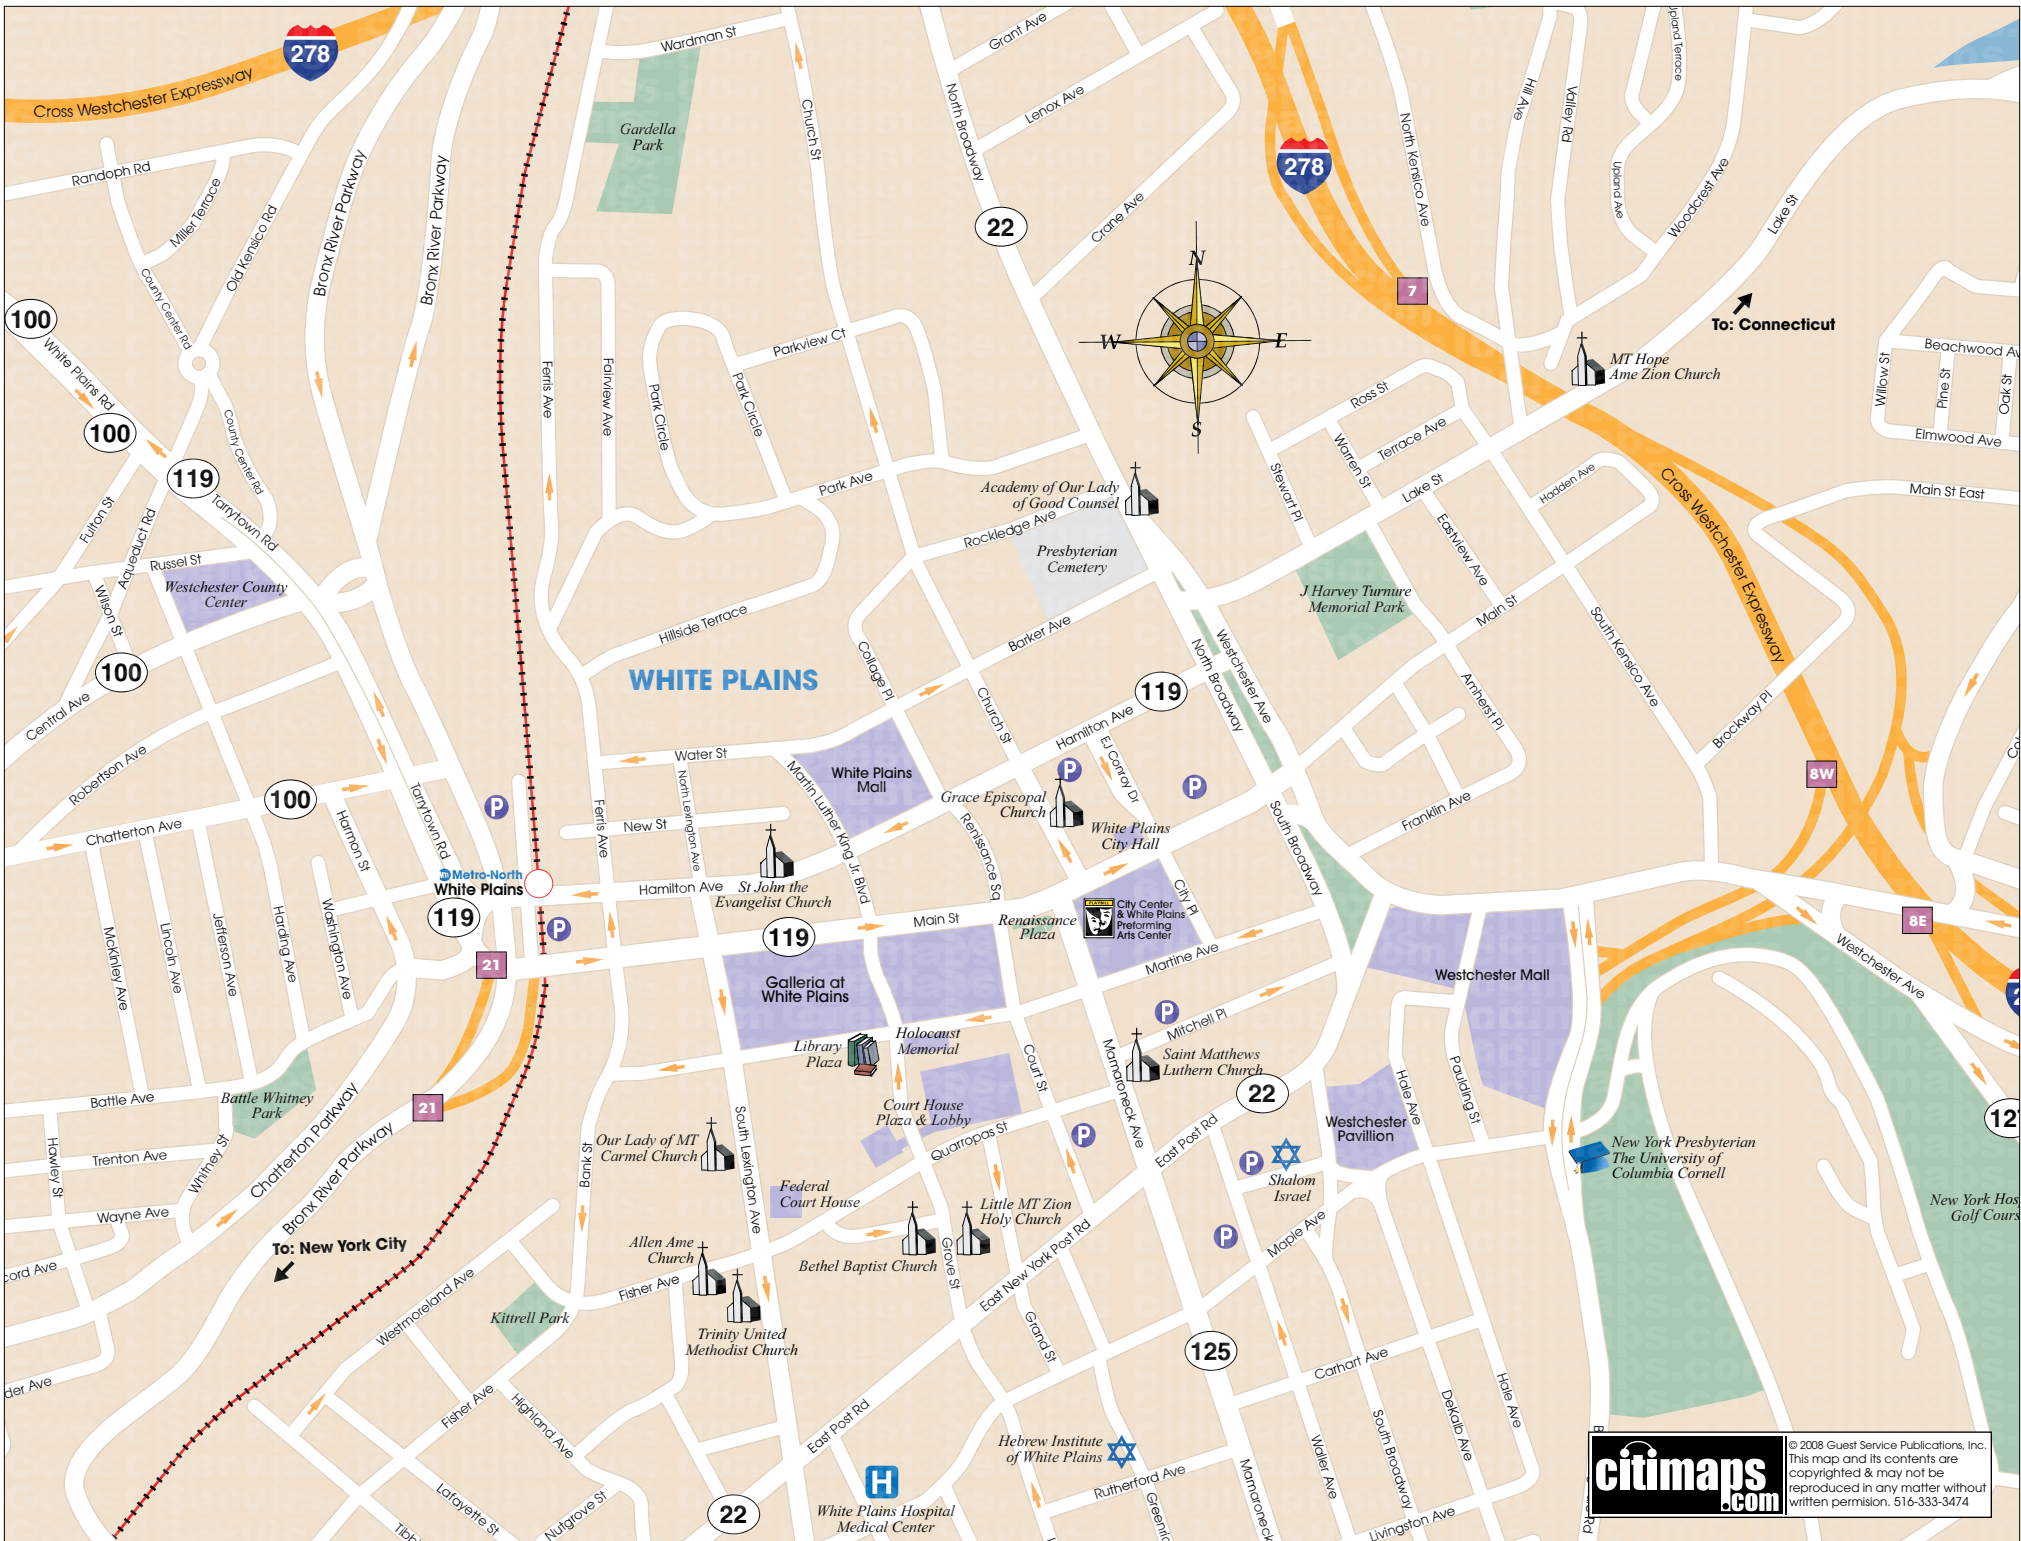 278
Cross Westchester Expressway
Wardman St
Grant Ave
Upland Terrace
Gardella
Park
Church St
North Broadway
Lenox Ave
278
North Kensico Ave
Hill Ave
Valley Rd
Randoph Rd
Miller Terrace
Old Kensico Rd
Bronx River Parkway
Bronx River Parkway
Crane Ave
22
Upland Ave
Woodcrest Ave
Lake St
County Center Rd
N
W
E
S
7
To: Connecticut
100
White Plains Rd
100
119
Ferris Ave
Fairview Ave
Park Circle
Park Circle
Parkview Ct
MT Hope
Ame Zion Church
Beachwood Av
Willow St
Pine St
Oak St
Elmwood Ave
Ross St
Warren St
Terrace Ave
Stewart Pl
Lake St
Hadden Ave
Cross Westchester Expressway
Main St East
County Center Rd
Park Ave
Academy of Our Lady
of Good Counsel
Rockledge Ave
Presbyterian
Cemetery
Fulton St
Aqueduct Rd
Tarrytown Rd
Russel St
Westchester County
Center
Wilson St
100
Central Ave
Hillside Terrace
WHITE PLAINS
Collage Pl
Barker Ave
J Harvey Turnure
Memorial Park
Eastview Ave
Main St
South Kensico Ave
Amherst Pl
Brockway Pl
Westchester Ave
North Broadway
119
Hamilton Ave
Church St
EJ Conroy Dr
Robertson Ave
100
Chatterton Ave
Harmon St
Tarrytown Rd
P
Water St
North Lexington Ave
New St
Ferris Ave
Martin Luther King Jr. Blvd
White Plains
Mall
Renissance Sq
P
P
Grace Episcopal
Church
White Plains
City Hall
South Broadway
Franklin Ave
8W
Metro-North
White Plains
119
P
21
Hamilton Ave
St John the
Evangelist Church
119
Main St
Renaissance
Plaza
City Center
& White Plains
Preforming
Arts Center
City Pl
Martine Ave
8E
Westchester Ave
Mckinley Ave
Lincoln Ave
Jefferson Ave
Harding Ave
Washington Ave
Galleria at
White Plains
Westchester Mall
Library
Plaza
Holocaust
Memorial
Court St
Mamaroneck Ave
P
Mitchell Pl
Saint Matthews
Luthern Church
22
Hale Ave
Paulding St
Battle Ave
Battle Whitney
Park
21
Chatterton Parkway
Bronx River Parkway
Court House
Plaza & Lobby
Quarropas St
P
East Post Rd
Westchester
Pavillion
Hawley St
Trenton Ave
Whitney St
Wayne Ave
Bank St
Our Lady of MT
Carmel Church
South Lexington Ave
Federal
Court House
P
Shalom
Israel
New York Presbyterian
The University of
Columbia Cornell
New York Hos
Golf Cours
To: New York City
Allen Ame
Church
Fisher Ave
Bethel Baptist Church
Little MT Zion
Holy Church
Grove St
East New York Post Rd
P
Maple Ave
Westmoreland Ave
Kittrell Park
Trinity United
Methodist Church
Grand St
125
Carhart Ave
Fisher Ave
Highland Ave
East Post Rd
Hebrew Institute
of White Plains
South Broadway
DeKalb Ave
Hale Ave
Waller Ave
Lafayette St
Nutgrove St
22
H
White Plains Hospital
Medical Center
Rutherford Ave
Mamaroneck
Livingston Ave
citimaps
.com
© 2008 Guest Service Publications, Inc.
This map and its contents are
copyrighted & may not be
reproduced in any matter without
written permision. 516-333-3474